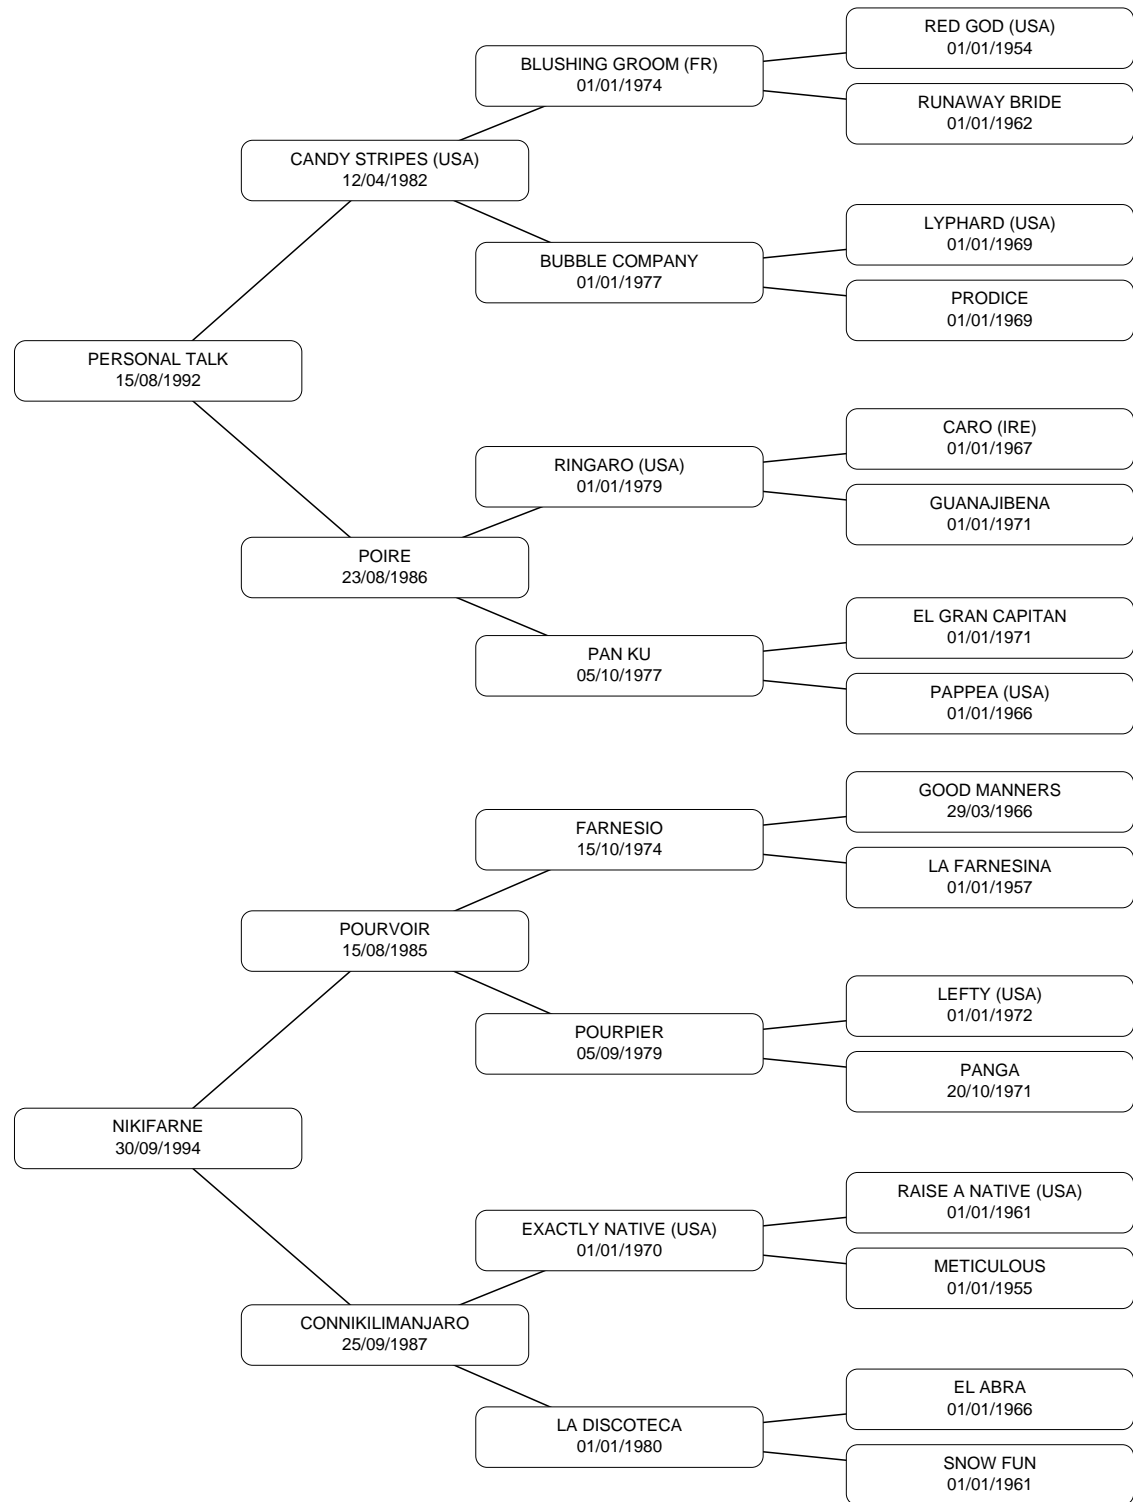 RED GOD (USA)
01/01/1954
BLUSHING GROOM (FR)
01/01/1974
RUNAWAY BRIDE
01/01/1962
CANDY STRIPES (USA)
12/04/1982
LYPHARD (USA)
01/01/1969
BUBBLE COMPANY
01/01/1977
PRODICE
01/01/1969
PERSONAL TALK
15/08/1992
CARO (IRE)
01/01/1967
RINGARO (USA)
01/01/1979
GUANAJIBENA
01/01/1971
POIRE
23/08/1986
EL GRAN CAPITAN
01/01/1971
PAN KU
05/10/1977
PAPPEA (USA)
01/01/1966
GOOD MANNERS
29/03/1966
FARNESIO
15/10/1974
LA FARNESINA
01/01/1957
POURVOIR
15/08/1985
LEFTY (USA)
01/01/1972
POURPIER
05/09/1979
PANGA
20/10/1971
NIKIFARNE
30/09/1994
RAISE A NATIVE (USA)
01/01/1961
EXACTLY NATIVE (USA)
01/01/1970
METICULOUS
01/01/1955
CONNIKILIMANJARO
25/09/1987
EL ABRA
01/01/1966
LA DISCOTECA
01/01/1980
SNOW FUN
01/01/1961